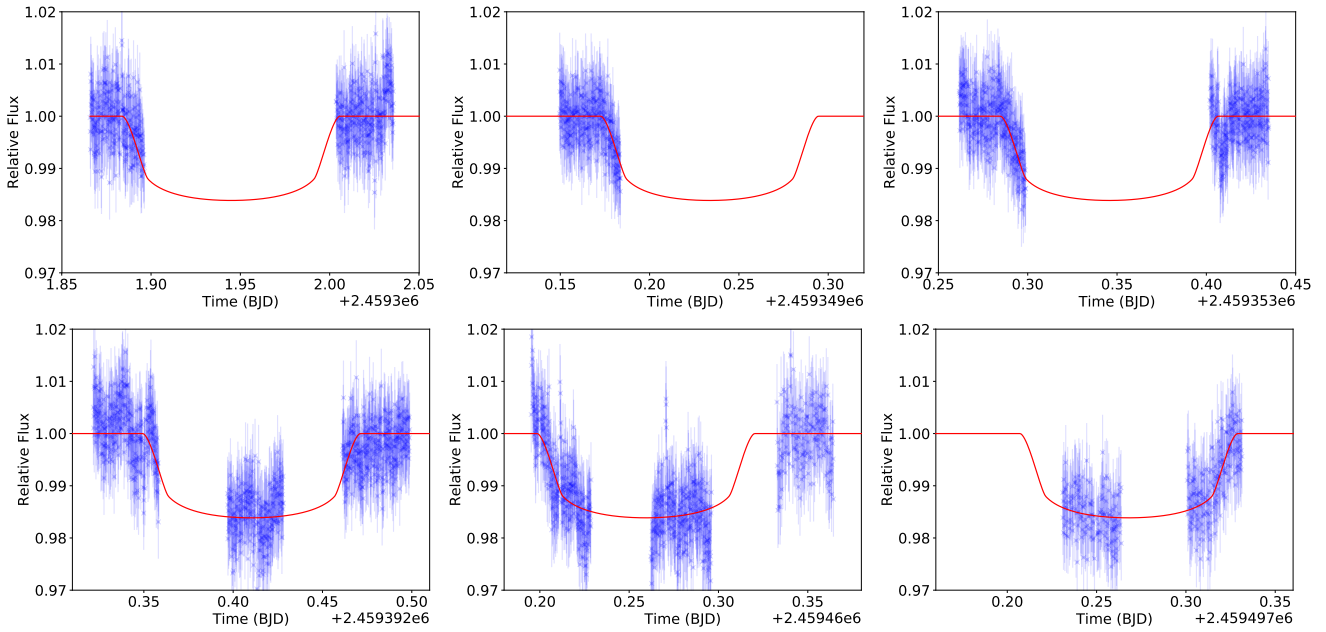 1.02
1.01
1.00
0.99
0.98
0.97
Relative Flux
1.85 1.90 1.95 2.00 2.05
Time (BJD) +2.4593e6
1.02
1.01
1.00
0.99
0.98
0.97
Relative Flux
0.15 0.20 0.25 0.30
Time (BJD) +2.459349e6
1.02
1.01
1.00
0.99
0.98
0.97
Relative Flux
0.25 0.30 0.35 0.40 0.45
Time (BJD) +2.459353e6
1.02
1.01
1.00
0.99
0.98
0.97
Relative Flux
0.35 0.40 0.45 0.50
Time (BJD) +2.459392e6
1.02
1.01
1.00
0.99
0.98
0.97
Relative Flux
0.20 0.25 0.30 0.35
Time (BJD) +2.45946e6
1.02
1.01
1.00
0.99
0.98
0.97
Relative Flux
0.20 0.25 0.30 0.35
Time (BJD) +2.459497e6